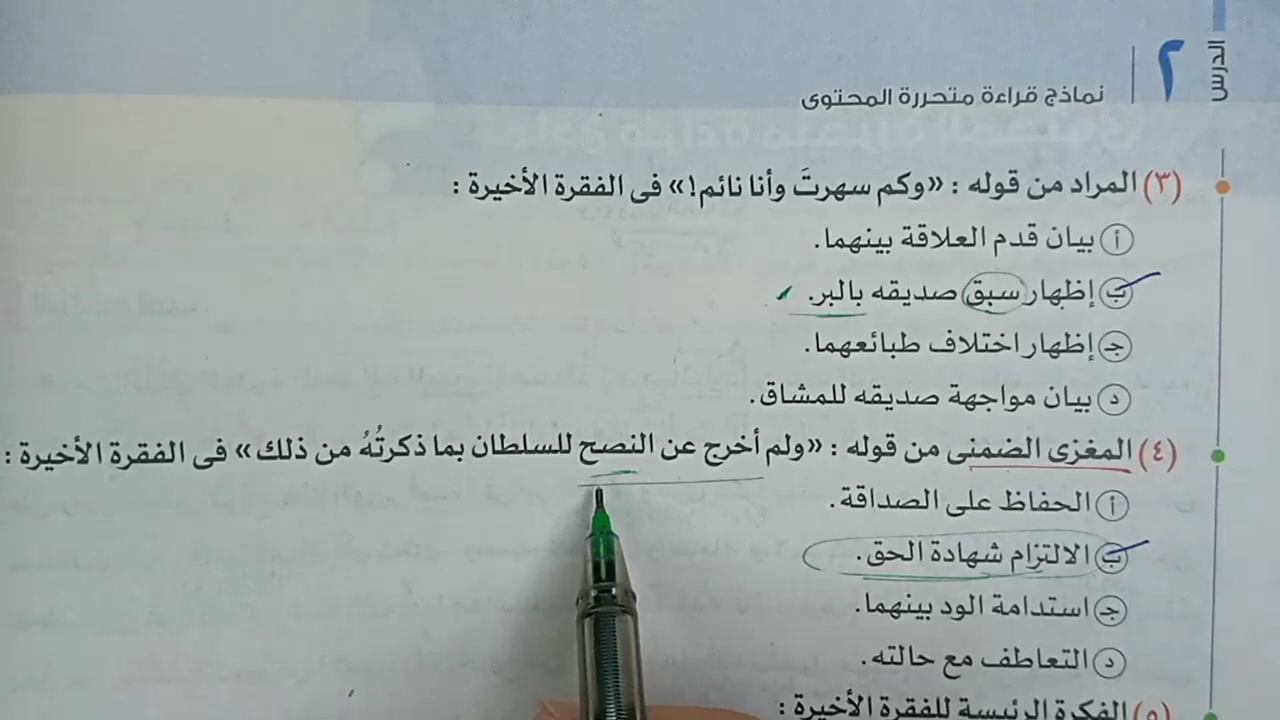 الدرس
٢
نماذج قراءة متحررة المحتوى
(٣) المراد من قوله : «وكم سهرتَ وأنا نائم!» فى الفقرة الأخيرة :
أ بيان قدم العلاقة بينهما.
ب إظهار سبق صديقه بالبر.
جـ إظهار اختلاف طبائعهما.
د بيان مواجهة صديقه للمشاق.
(٤) المغزى الضمنى من قوله : «ولم أخرج عن النصح للسلطان بما ذكرتُهُ من ذلك» فى الفقرة الأخيرة :
أ الحفاظ على الصداقة.
ب الالتزام شهادة الحق.
جـ استدامة الود بينهما.
د التعاطف مع حالته.
(٥) الفكرة الرئيسة للفقرة الأخيرة :